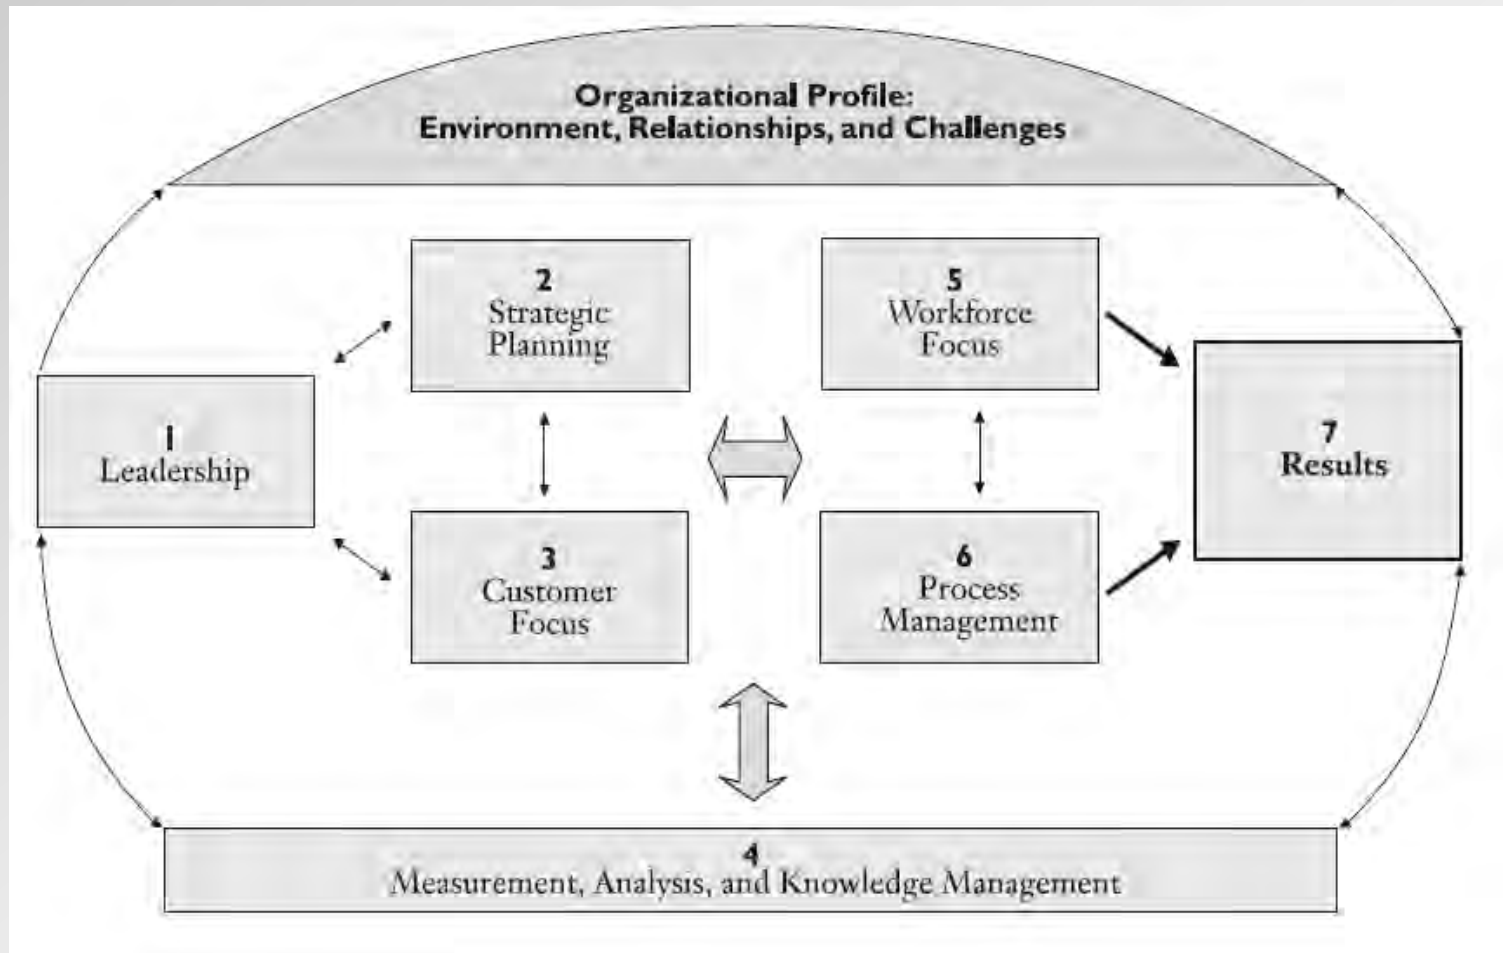 Organizational Profile:
Environment, Relationships, and Challenges
2
Strategic
Planning
5
Workforce
Focus
1
Leadership
7
Results
3
Customer
Focus
6
Process
Management
4
Measurement, Analysis, and Knowledge Management